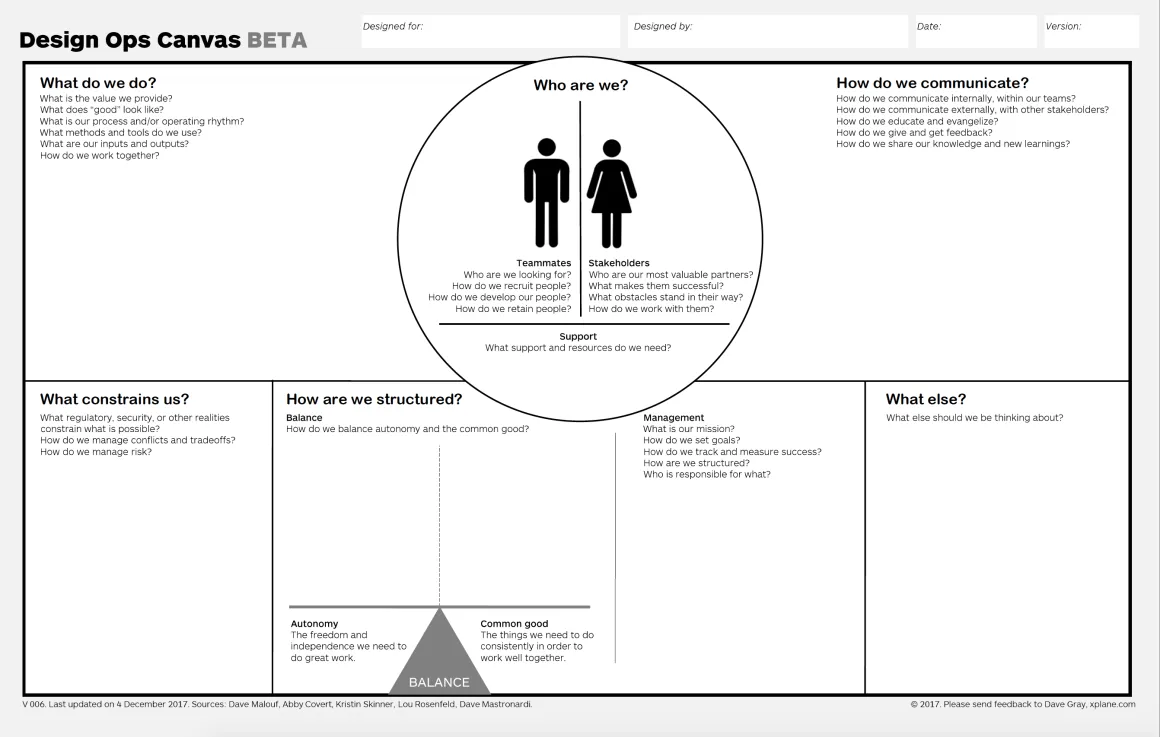 Design Ops Canvas BETA
Designed for:
Designed by:
Date:
Version:
What do we do?
What is the value we provide?
What does “good” look like?
What is our process and/or operating rhythm?
What methods and tools do we use?
What are our inputs and outputs?
How do we work together?
Who are we?
Teammates
Who are we looking for?
How do we recruit people?
How do we develop our people?
How do we retain people?
Stakeholders
Who are our most valuable partners?
What makes them successful?
What obstacles stand in their way?
How do we work with them?
Support
What support and resources do we need?
How do we communicate?
How do we communicate internally, within our teams?
How do we communicate externally, with other stakeholders?
How do we educate and evangelize?
How do we give and get feedback?
How do we share our knowledge and new learnings?
What constrains us?
What regulatory, security, or other realities
constrain what is possible?
How do we manage conflicts and tradeoffs?
How do we manage risk?
How are we structured?
Balance
How do we balance autonomy and the common good?
Autonomy
The freedom and
independence we need to
do great work.
Common good
The things we need to do
consistently in order to
work well together.
BALANCE
Management
What is our mission?
How do we set goals?
How do we track and measure success?
How are we structured?
Who is responsible for what?
What else?
What else should we be thinking about?
V 006. Last updated on 4 December 2017. Sources: Dave Malouf, Abby Covert, Kristin Skinner, Lou Rosenfeld, Dave Mastronardi.
© 2017. Please send feedback to Dave Gray, xplane.com